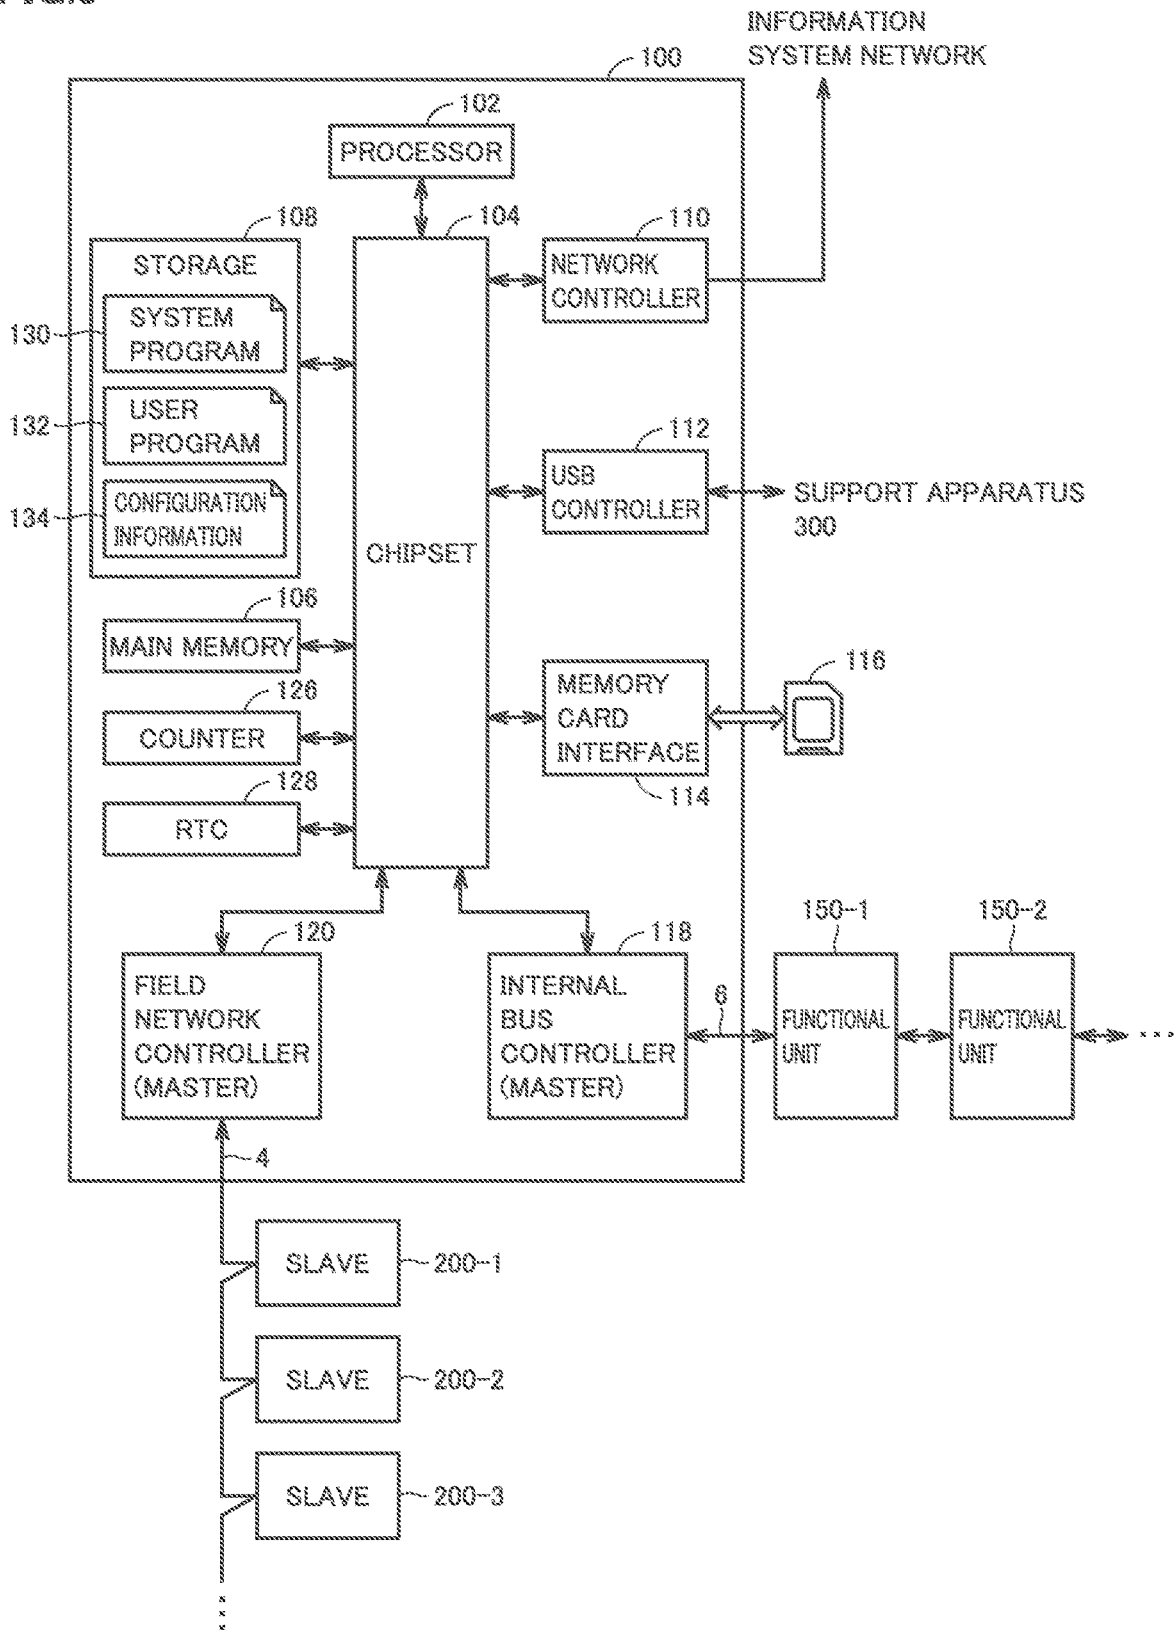 INFORMATION
SYSTEM NETWORK
100
102
PROCESSOR
108
104
110
STORAGE
NETWORK
CONTROLLER
130
SYSTEM
PROGRAM
132
USER
PROGRAM
112
USB
CONTROLLER
SUPPORT APPARATUS
300
134
CONFIGURATION
INFORMATION
CHIPSET
106
MAIN MEMORY
116
126
COUNTER
MEMORY
CARD
INTERFACE
114
128
RTC
120
118
150-1
150-2
FIELD
NETWORK
CONTROLLER
(MASTER)
INTERNAL
BUS
CONTROLLER
(MASTER)
6
FUNCTIONAL
UNIT
FUNCTIONAL
UNIT
...
4
SLAVE
200-1
SLAVE
200-2
SLAVE
200-3